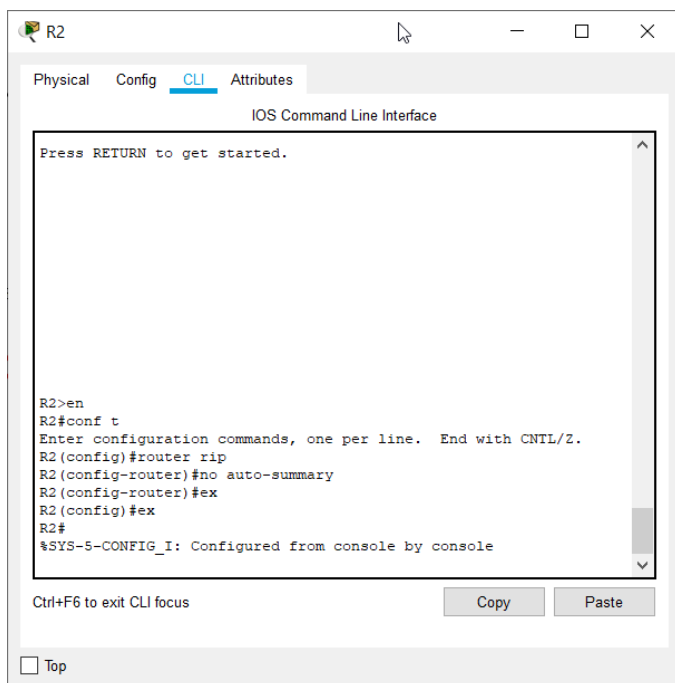 R2
Physical Config CLI Attributes
IOS Command Line Interface
Press RETURN to get started.
R2>en
R2#conf t
Enter configuration commands, one per line.  End with CNTL/Z.
R2(config)#router rip
R2(config-router)#no auto-summary
R2(config-router)#ex
R2(config)#ex
R2#
%SYS-5-CONFIG_I: Configured from console by console
Ctrl+F6 to exit CLI focus
Copy Paste
Top